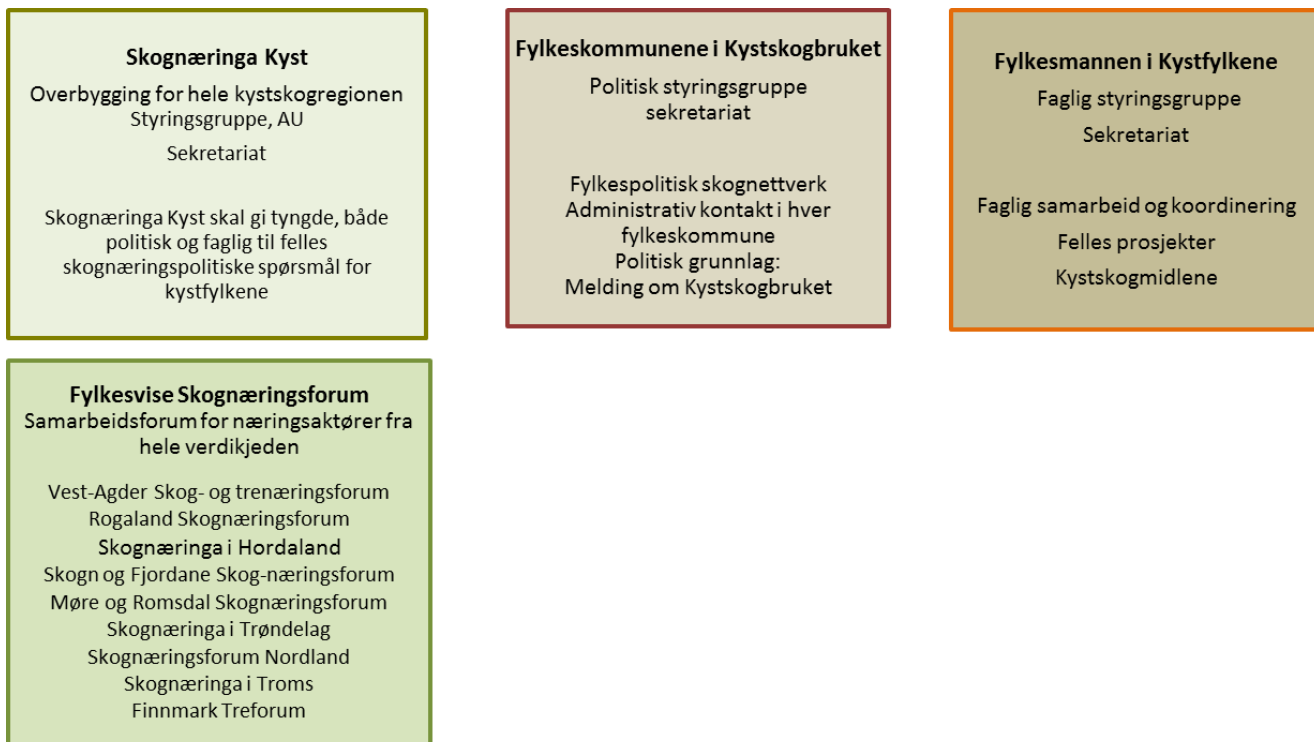 Skognæringa Kyst
Overbygging for hele kystskogregionen
Styringsgruppe, AU
Sekretariat
Skognæringa Kyst skal gi tyngde, både
politisk og faglig til felles
skognæringspolitiske spørsmål for
kystfylkene
Fylkeskommunene i Kystskogbruket
Politisk styringsgruppe
sekretariat
Fylkespolitisk skognettverk
Administrativ kontakt i hver
fylkeskommune
Politisk grunnlag:
Melding om Kystskogbruket
Fylkesmannen i Kystfylkene
Faglig styringsgruppe
Sekretariat
Faglig samarbeid og koordinering
Felles prosjekter
Kystskogmidlene
Fylkesvise Skognæringsforum
Samarbeidsforum for næringsaktører fra
hele verdikjeden
Vest-Agder Skog- og trenæringsforum
Rogaland Skognæringsforum
Skognæringa i Hordaland
Skogn og Fjordane Skog-næringsforum
Møre og Romsdal Skognæringsforum
Skognæringa i Trøndelag
Skognæringsforum Nordland
Skognæringa i Troms
Finnmark Treforum